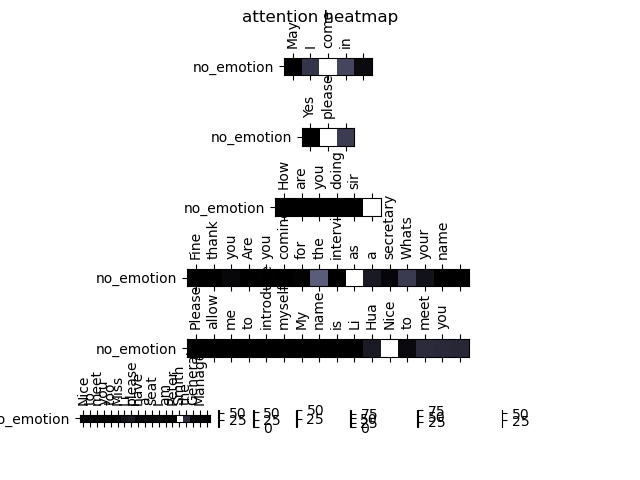 attention heatmap
May I come in
no_emotion
Yes please
no_emotion
How are you doing sir
no_emotion
Fine thank you Are you coming for the as a secretary Whats your name
no_emotion
Please allow me to introduce myself My name is Li Hua Nice to meet you
no_emotion
Nice to meet you too Miss please have a seat I am Peter Smith the General
no_emotion
50 50 50 75 75 50
25 25 25 50 50 25
25 25
0 0